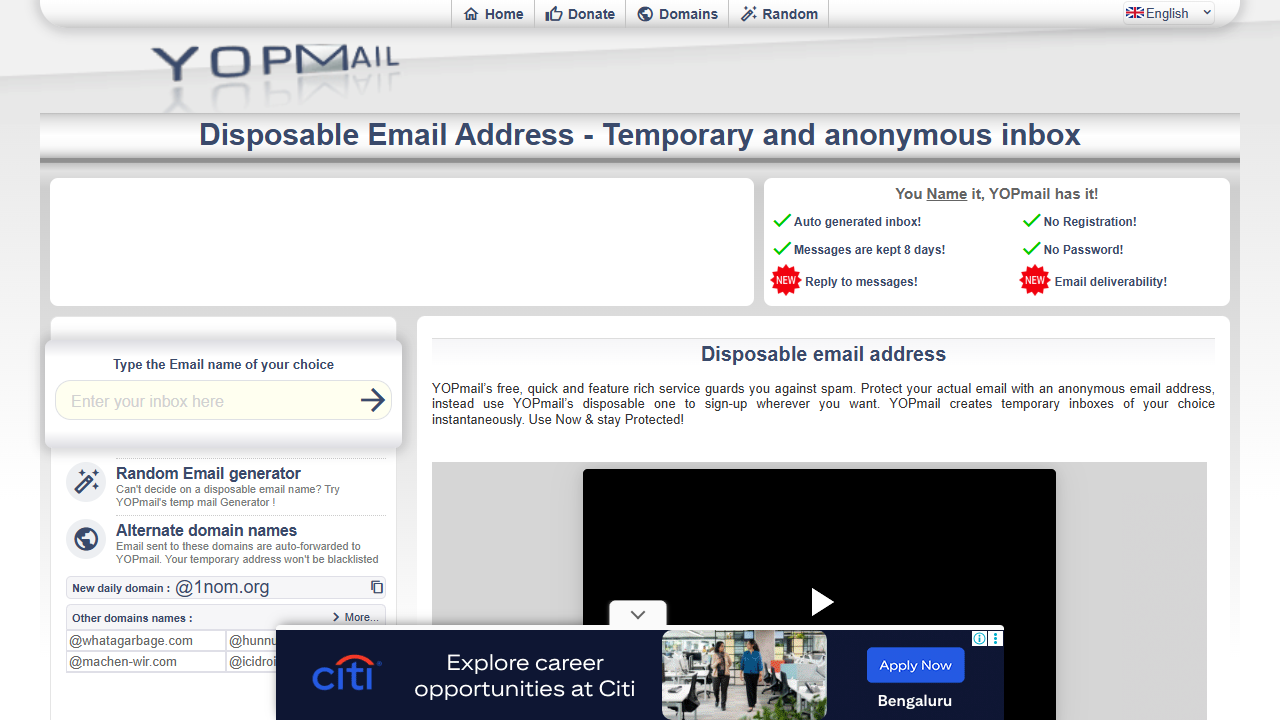 Home
Donate
Domains
Random
English
YOPMAIL
Disposable Email Address - Temporary and anonymous inbox
You Name it, YOPmail has it!
Auto generated inbox!
No Registration!
Messages are kept 8 days!
No Password!
NEW Reply to messages!
NEW Email deliverability!
Type the Email name of your choice
Enter your inbox here
Random Email generator
Can't decide on a disposable email name? Try
YOPmail's temp mail Generator !
Alternate domain names
Email sent to these domains are auto-forwarded to
YOPmail. Your temporary address won't be blacklisted
New daily domain : @1nom.org
Other domains names :
More...
@whatagarbage.com
@machen-wir.com
Disposable email address
YOPmail's free, quick and feature rich service guards you against spam. Protect your actual email with an anonymous email address,
instead use YOPmail's disposable one to sign-up wherever you want. YOPmail creates temporary inboxes of your choice
instantaneously. Use Now & stay Protected!
citi
Explore career
opportunities at Citi
Apply Now
Bengaluru